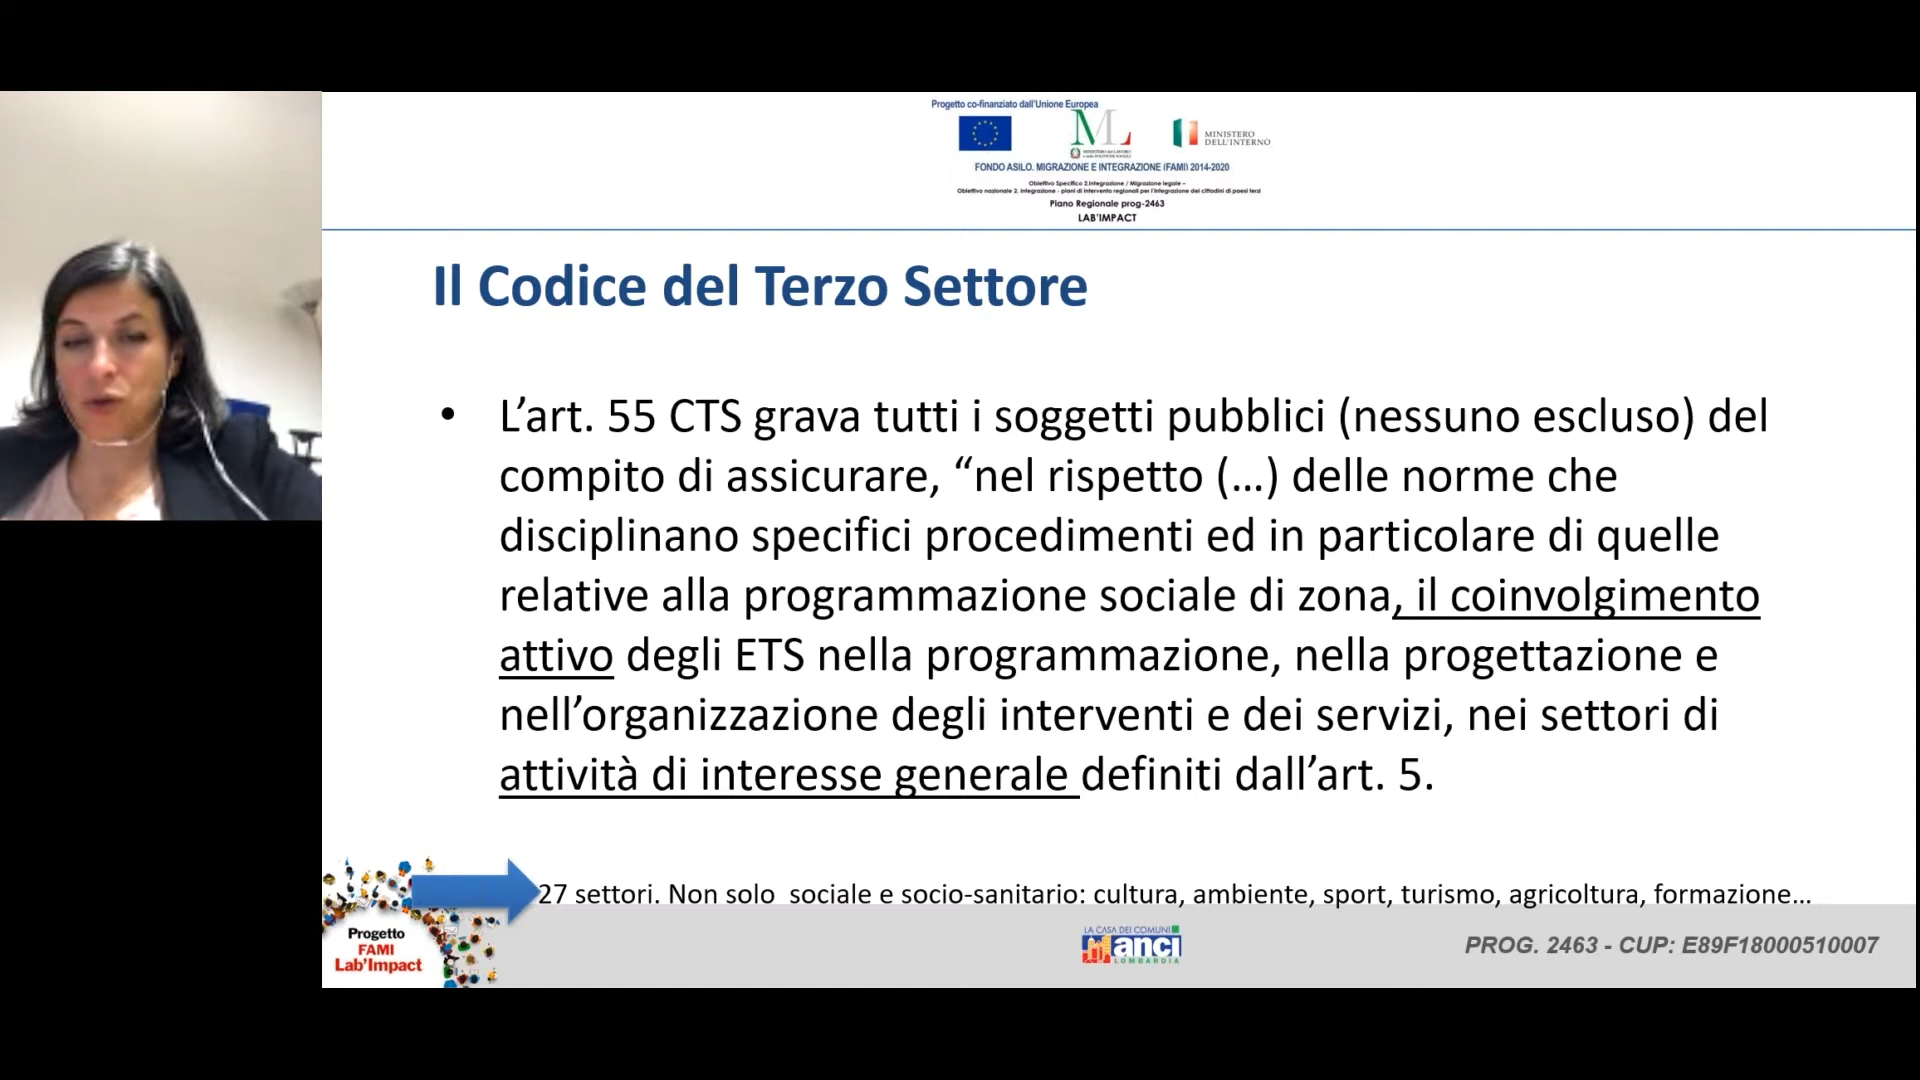 Progetto co-finanziato dall'Unione Europea
MINISTERO
DELL'INTERNO
FONDO ASILO. MIGRAZIONE E INTEGRAZIONE (FAMI) 2014-2020
Obiettivo Specifico 2.Integrazione / Migrazione legale –
Obiettivo nazionale 2. Integrazione - piani di intervento regionali per l'integrazione dei cittadini di paesi terzi
Piano Regionale prog-2463
LAB'IMPACT
Il Codice del Terzo Settore
• L'art. 55 CTS grava tutti i soggetti pubblici (nessuno escluso) del
compito di assicurare, “nel rispetto (…) delle norme che
disciplinano specifici procedimenti ed in particolare di quelle
relative alla programmazione sociale di zona, il coinvolgimento
attivo degli ETS nella programmazione, nella progettazione e
nell'organizzazione degli interventi e dei servizi, nei settori di
attività di interesse generale definiti dall'art. 5.
27 settori. Non solo  sociale e socio-sanitario: cultura, ambiente, sport, turismo, agricoltura, formazione…
Progetto
FAMI
Lab'Impact
LA CASA DEI COMUNI
anci
LOMBARDIA
PROG. 2463 - CUP: E89F18000510007